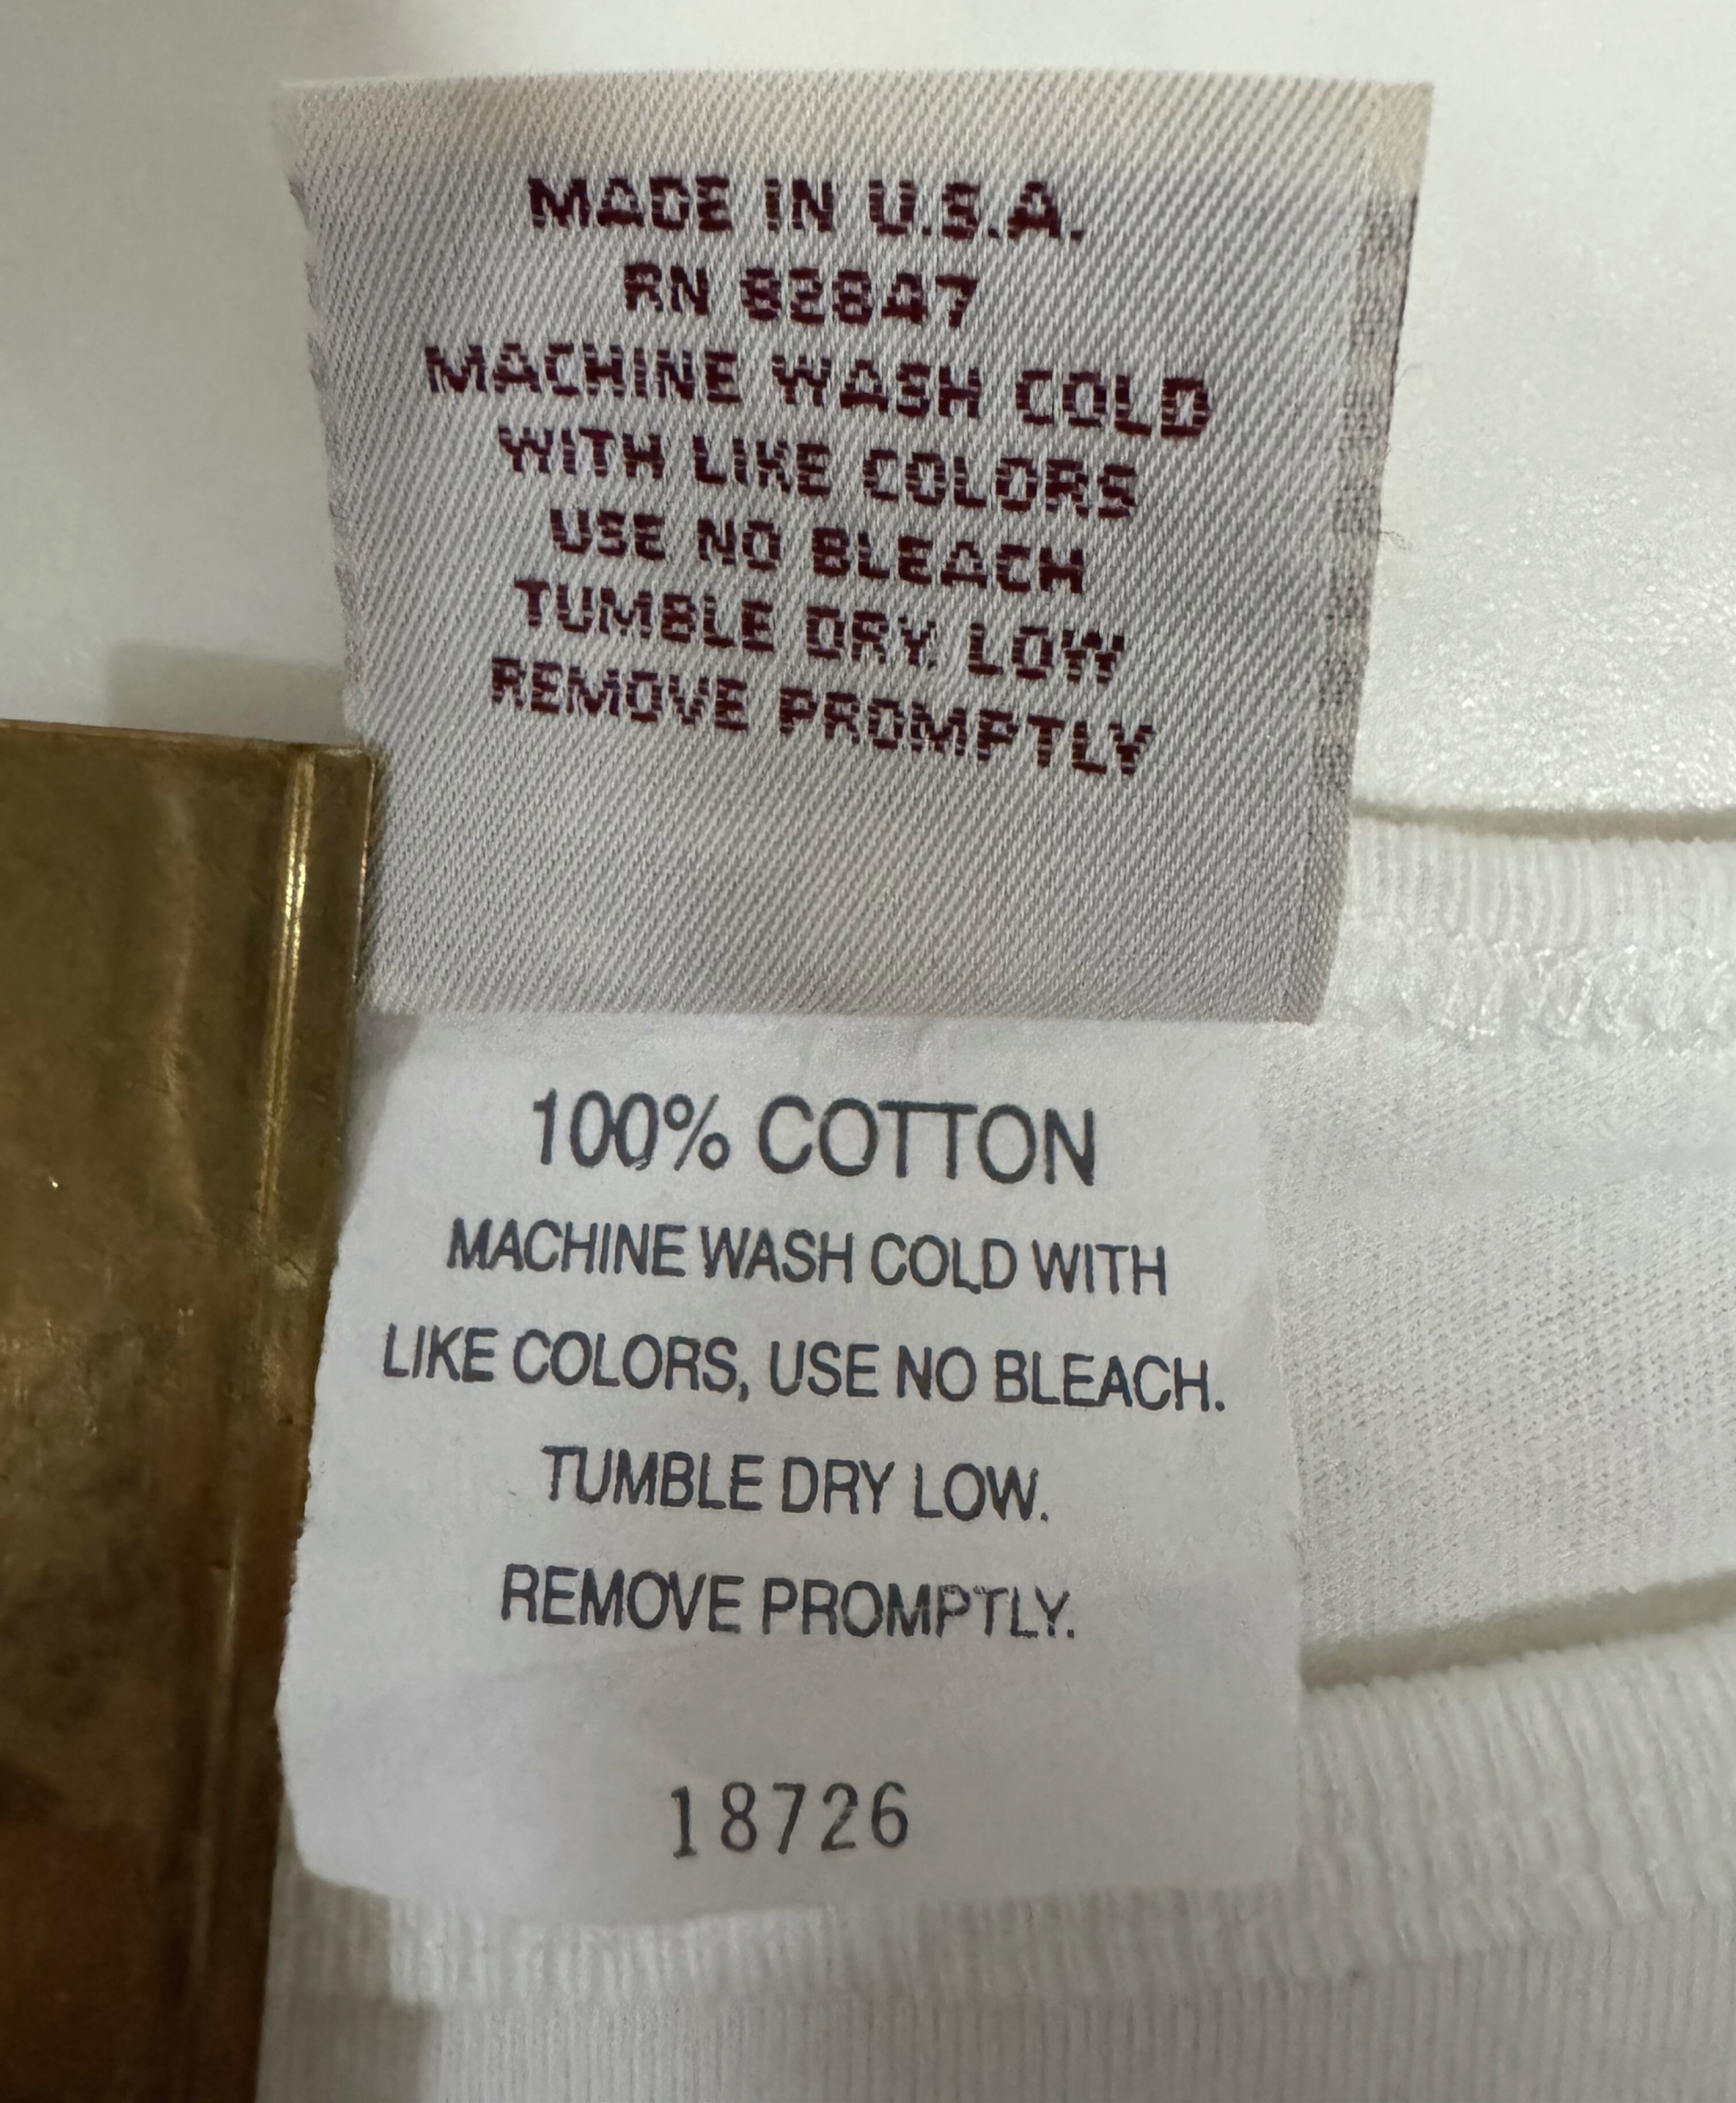 MADE IN U.S.A.
RN 82847
MACHINE WASH COLD
WITH LIKE COLORS
USE NO BLEACH
TUMBLE DRY. LOW
REMOVE PROMPTLY
100% COTTON
MACHINE WASH COLD WITH
LIKE COLORS, USE NO BLEACH.
TUMBLE DRY LOW.
REMOVE PROMPTLY.
18726